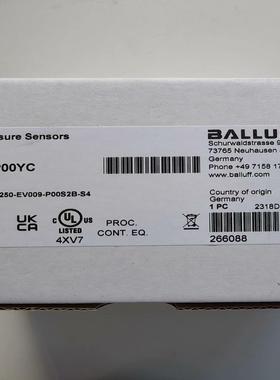 sure Sensors
BALLU
Schurwaldstrasse 9
73765 Neuhausen
Germany
Phone +49 7158 17
www.balluff.com
00YC
250-EV009-P00S2B-S4
Country of origin
Germany
1 PC 2318D
UK
CA
C UL US
LISTED
4XV7
PROC.
CONT. EQ.
266088